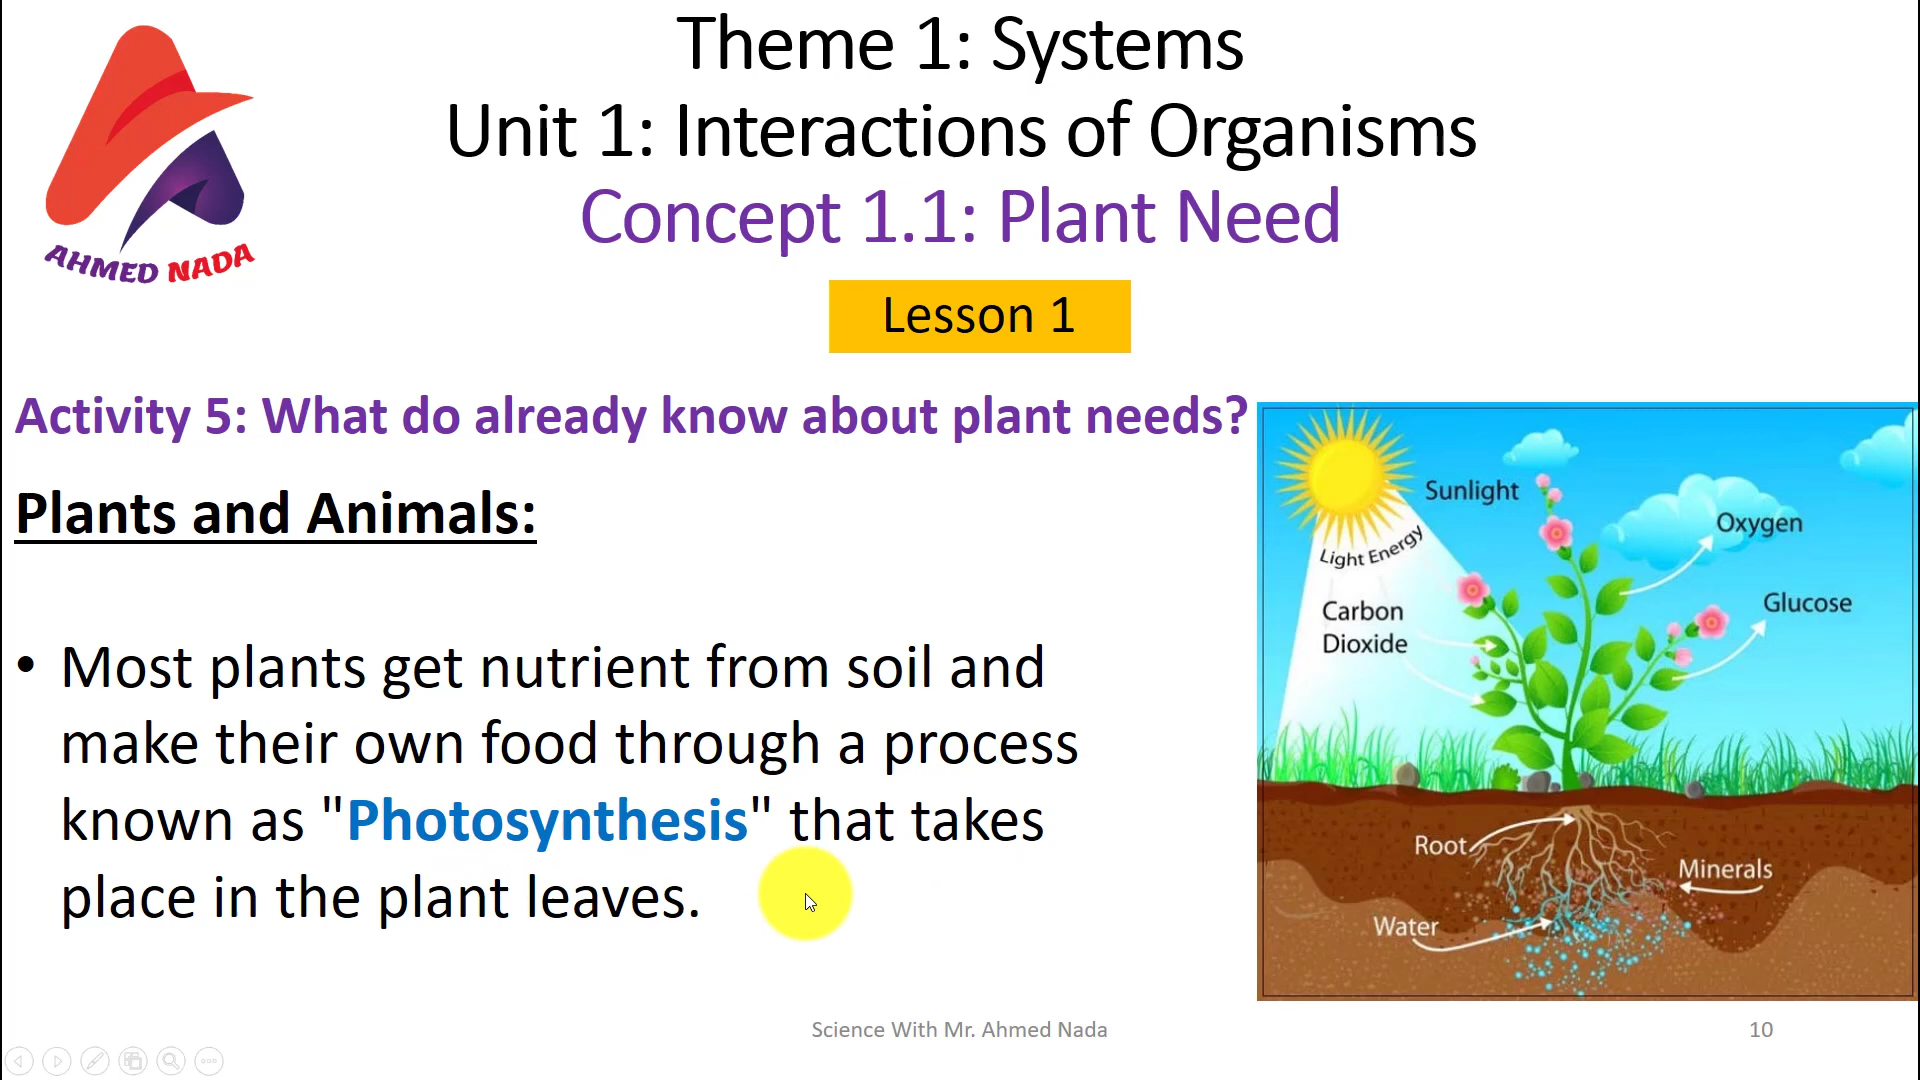 Theme 1: Systems
Unit 1: Interactions of Organisms
Concept 1.1: Plant Need
AHMED NADA
Lesson 1
Activity 5: What do already know about plant needs?
Plants and Animals:
• Most plants get nutrient from soil and
make their own food through a process
known as "Photosynthesis" that takes
place in the plant leaves.
Sunlight
Light Energy
Oxygen
Carbon
Dioxide
Glucose
Root
Minerals
Water
Science With Mr. Ahmed Nada
10